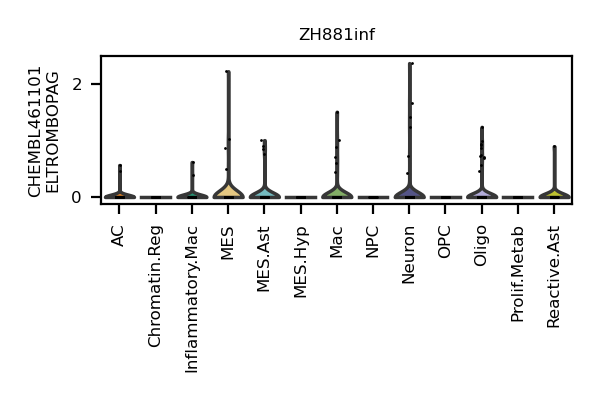 ZH881inf
CHEMBL461101
ELTROMBOPAG
2
0
AC
Chromatin.Reg
Inflammatory.Mac
MES
MES.Ast
MES.Hyp
Mac
NPC
Neuron
OPC
Oligo
Prolif.Metab
Reactive.Ast